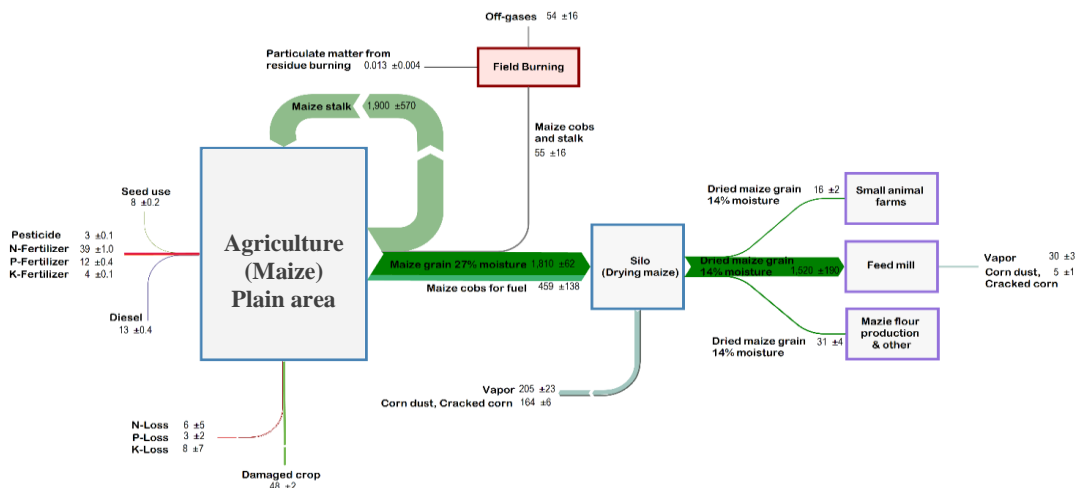 Off-gases 54 ±16
Particulate matter from
residue burning 0.013 ±0.004
Field Burning
Maize stalk 1,900 ±570
Maize cobs
and stalk
55 ±16
Seed use
8 ±0.2
Pesticide 3 ±0.1
N-Fertilizer 39 ±1.0
P-Fertilizer 12 ±0.4
K-Fertilizer 4 ±0.1
Diesel
13 ±0.4
Agriculture
(Maize)
Plain area
Maize grain 27% moisture 1,810 ±62
Maize cobs for fuel 459 ±138
Silo
(Drying maize)
Dried maize grain 16 ±2
14% moisture
Small animal
farms
Dried maize grain
14% moisture 1,520 ±190
Feed mill
Vapor 30 ±3
Corn dust, 5 ±1
Cracked corn
Dried maize grain 31 ±4
14% moisture
Mazie flour
production
& other
Vapor 205 ±23
Corn dust, Cracked corn 164 ±6
N-Loss 6 ±5
P-Loss 3 ±2
K-Loss 8 ±7
Damaged crop
48 ±2